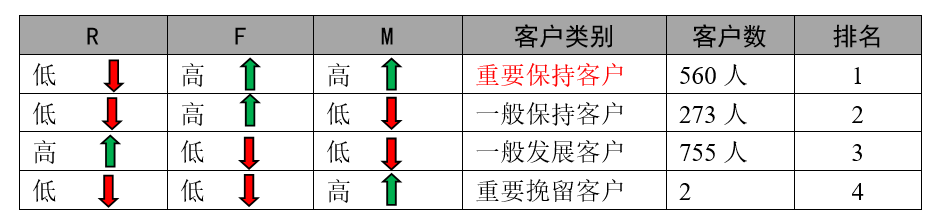 R F M 客户类别 客户数 排名
低 高 高 重要保持客户 560 人 1
低 高 低 一般保持客户 273 人 2
高 低 低 一般发展客户 755 人 3
低 低 高 重要挽留客户 2 4